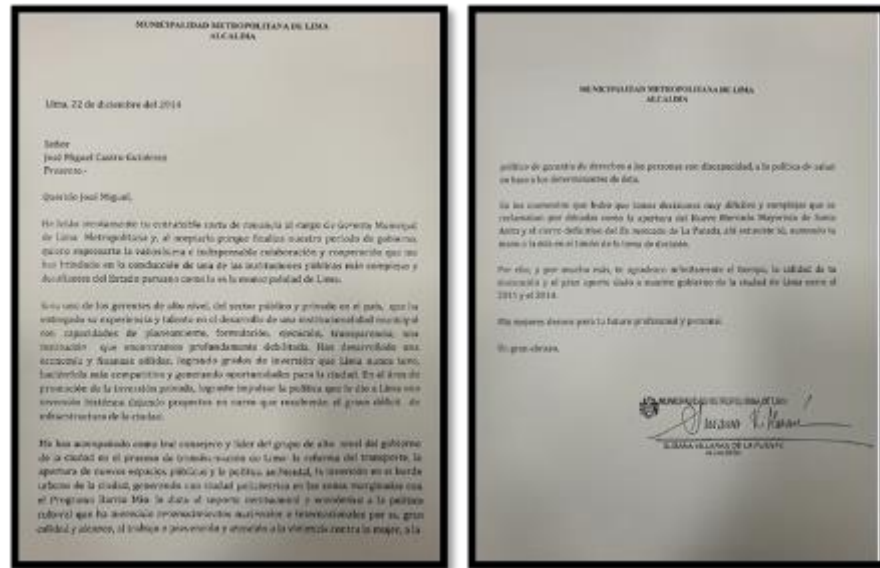 MUNICIPALIDAD METROPOLITANA DE LIMA
ALCALDIA
Lima, 22 de diciembre del 2014
Señor
José Miguel Castro Gutiérrez
Presente.-
Querido José Miguel,
He leído nuevamente tu entrañable carta de renuncia al cargo de Gerente Municipal
de Lima Metropolitana y, al aceptarla porque finaliza nuestro periodo de gobierno,
quiero expresarte la valiosísima e indispensable colaboración y cooperación que me
has brindado en la conducción de una de las instituciones públicas más complejas y
del Estado peruano como lo es la municipalidad de Lima.
Eres uno de los gerentes de alto nivel, del sector público y privado en el país, que ha
entregado su experiencia y talento en el desarrollo de una institucionalidad municipal
con capacidades de planeamiento, formulación, ejecución, transparencia, una
institución que encontramos profundamente debilitada. Has desarrollado una
economía y finanzas sólidas, logrando grados de inversión que Lima nunca tuvo,
haciéndola más competitiva y generando oportunidades para la ciudad. En el área de
promoción de la inversión privada, lograste impulsar la política que le dio a Lima una
inversión histórica dejando proyectos en curso que resolverán el grave déficit de
infraestructura de la ciudad.
Me has acompañado como leal consejero y líder del grupo de alto nivel del gobierno
de la ciudad en el proceso de transformación de Lima: la reforma del transporte, la
apertura de nuevos espacios públicos y la política ambiental, la inversión en el borde
urbano de la ciudad, generando una ciudad policéntrica en las zonas marginadas con
el Programa Barrio Mío, le diste el soporte institucional y económico a la política
cultural que ha merecido reconocimientos nacionales e internacionales por su gran
calidad y alcance, al trabajo e prevención y atención a la violencia contra la mujer, a la
MUNICIPALIDAD METROPOLITANA DE LIMA
ALCALDIA
política de garantía de derechos a las personas con discapacidad, a la política de salud
en base a los determinantes de ésta.
En los momentos que hubo que tomar decisiones muy difíciles y complejas que se
reclamaban por décadas como la apertura del Nuevo Mercado Mayorista de Santa
Anita y el cierre definitivo del Ex mercado de La Parada, ahí estuviste tú,
mano a la mía en el timón de la toma de decisión.
Por ello, y por mucho más, te agradezco infinitamente el tiempo, la calidad de tu
y el gran aporte dado a nuestro gobierno de la ciudad de Lima entre el
2011 y el 2014.
Mis mejores deseos para tu futuro profesional y personal.
Un gran abrazo,
MUNICIPALIDAD METROPOLITANA DE LIMA
SUSANA VILLARAN DE LA PUENTE
ALCALDESA